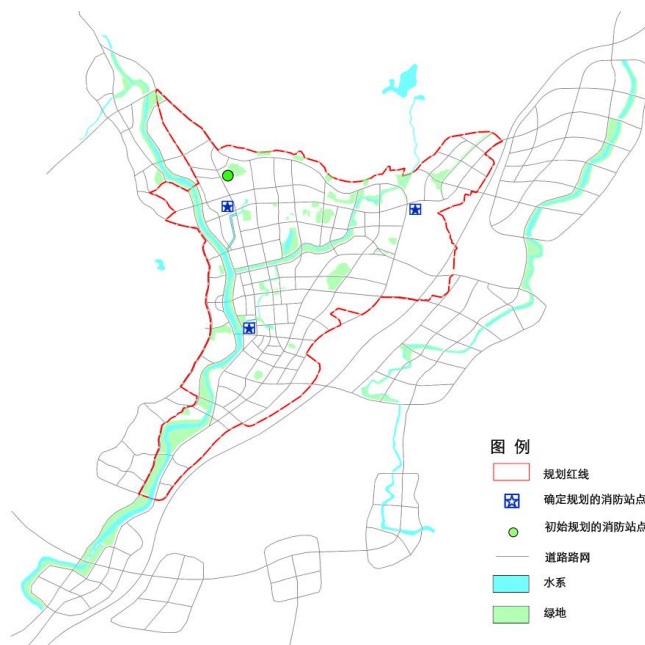 图 例
规划红线
确定规划的消防站点
初始规划的消防站点
道路路网
水系
绿地